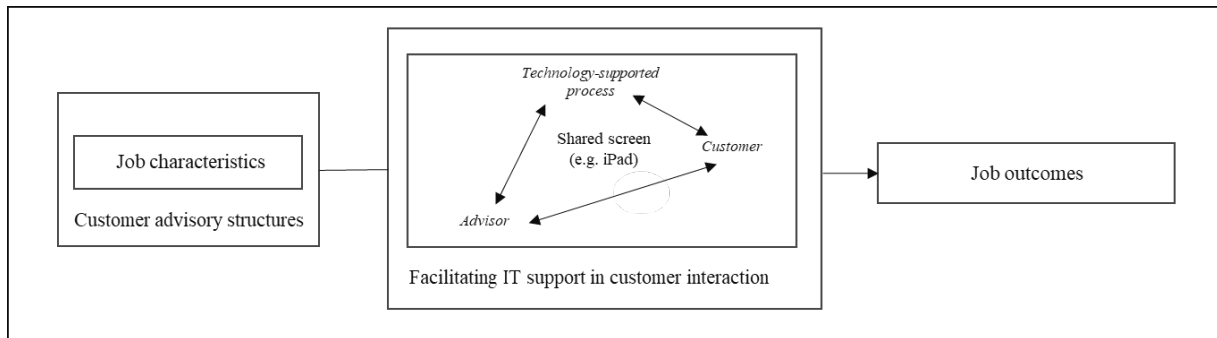 Technology-supported
process
Shared screen
(e.g. iPad)
Customer
Advisor
Job characteristics
Customer advisory structures
Facilitating IT support in customer interaction
Job outcomes